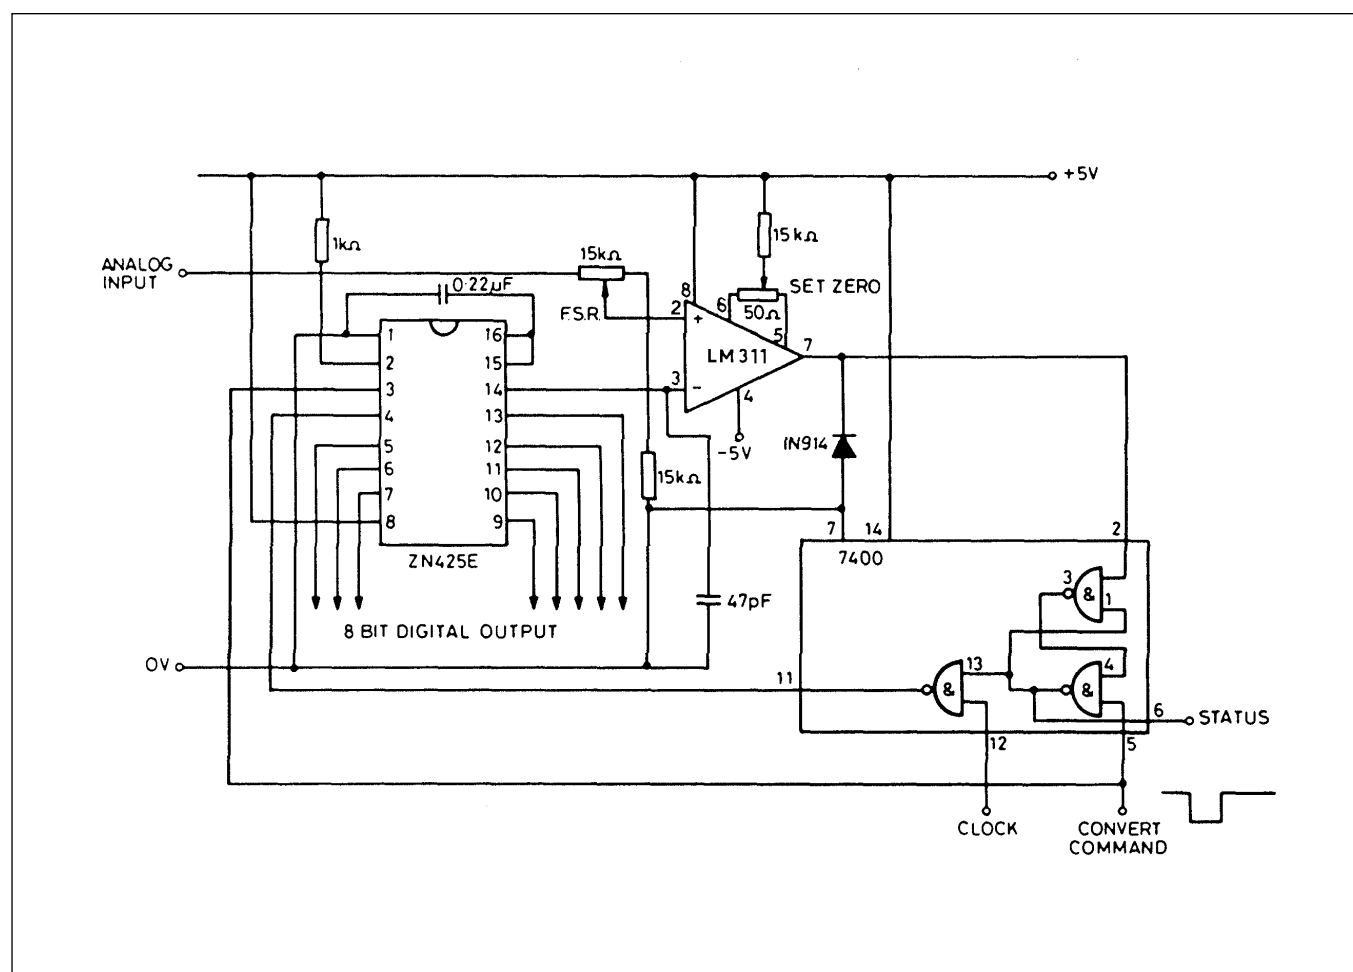 +5V
1kΩ
15kΩ
ANALOG
INPUT
15kΩ
0·22µF
SET ZERO
F.S.R.
8
6
50Ω
2
+
5
7
LM 311
3
-
4
-5V
1
2
3
4
5
6
7
8
16
15
14
13
12
11
10
9
IN914
15kΩ
ZN425E
7
14
2
7400
3
&
1
47pF
8 BIT DIGITAL OUTPUT
0V
11
&
13
4
&
6
STATUS
12
5
CLOCK
CONVERT
COMMAND